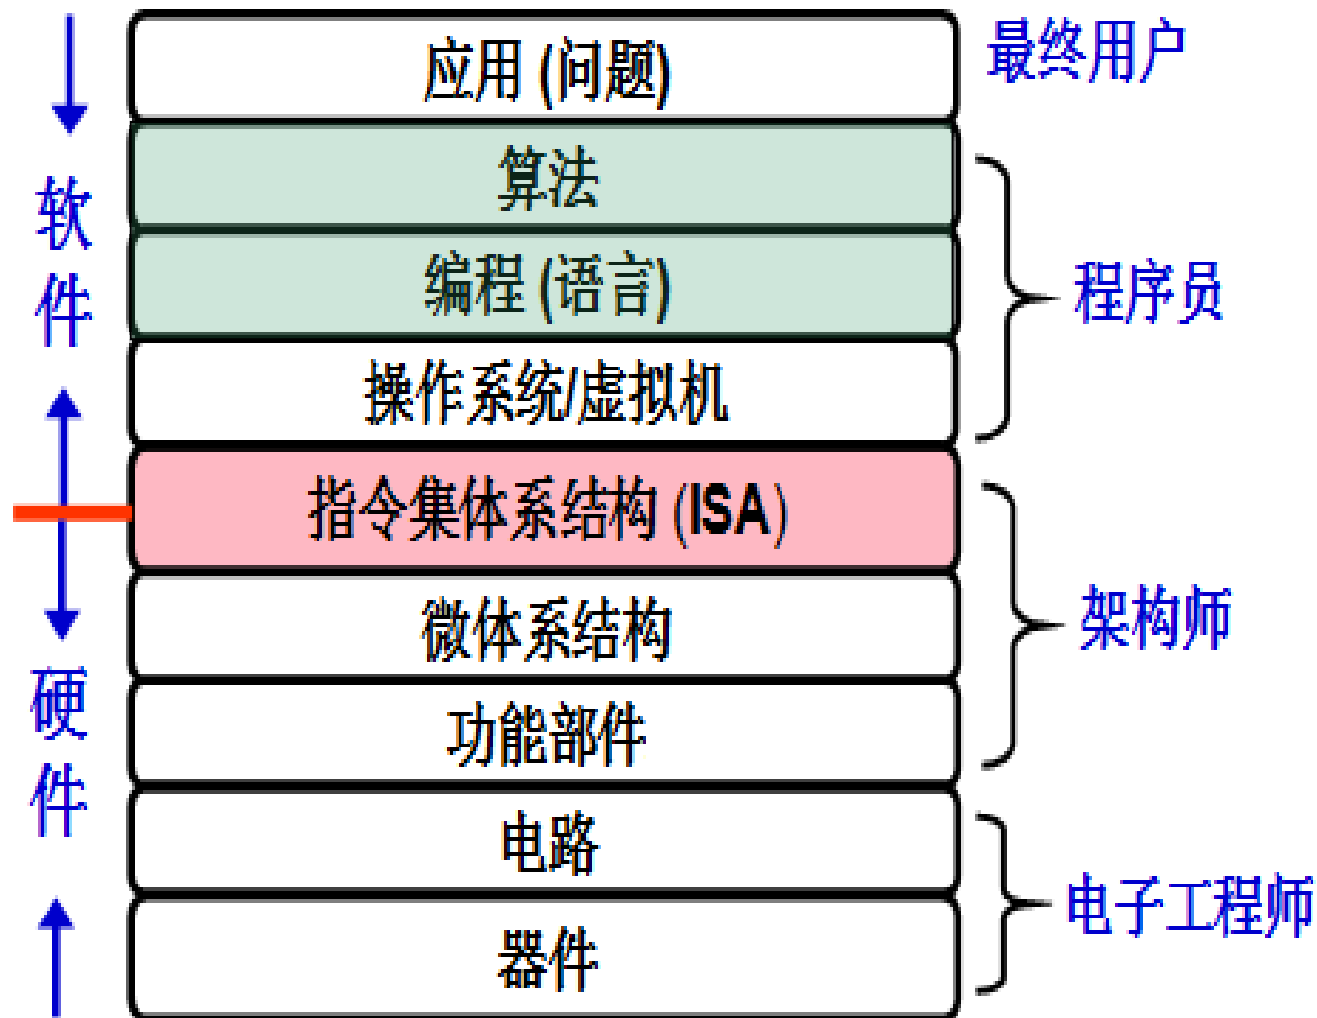 应用 (问题)
最终用户
算法
编程 (语言)
操作系统/虚拟机
程序员
软件
指令集体系结构 (ISA)
微体系结构
功能部件
架构师
硬件
电路
器件
电子工程师